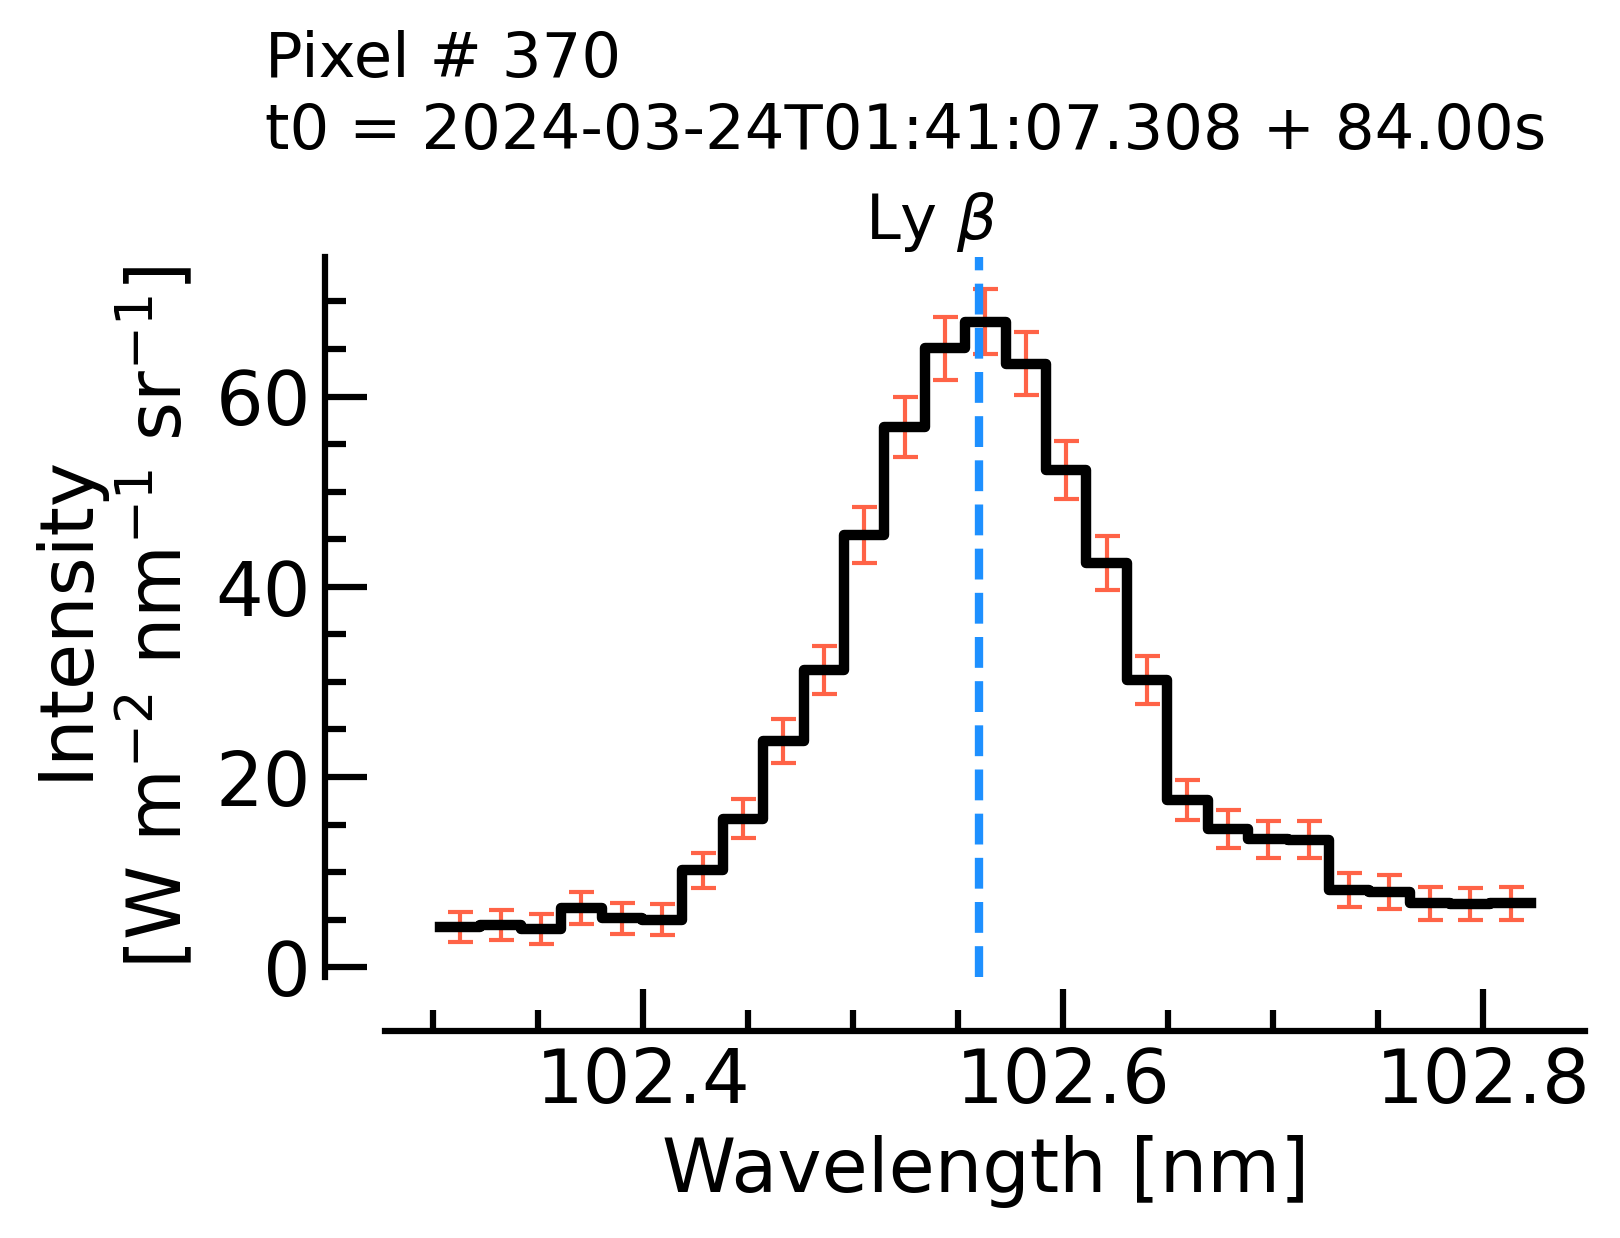 Pixel # 370
t0 = 2024-03-24T01:41:07.308 + 84.00s
Ly β
Intensity
[W m⁻² nm⁻¹ sr⁻¹]
60
40
20
0
102.4 102.6 102.8
Wavelength [nm]